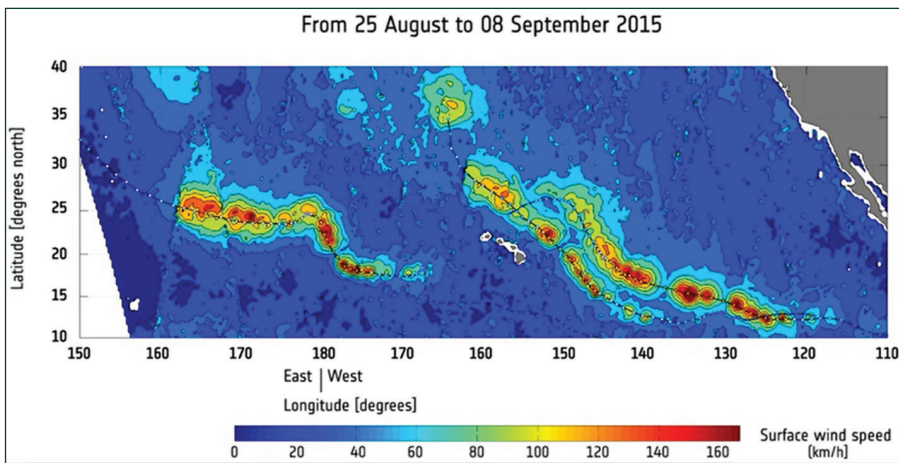 From 25 August to 08 September 2015
Latitude [degrees north]
40
35
30
25
20
15
10
150 160 170 180 170 160 150 140 130 120 110
East | West
Longitude [degrees]
0 20 40 60 80 100 120 140 160
Surface wind speed
[km/h]